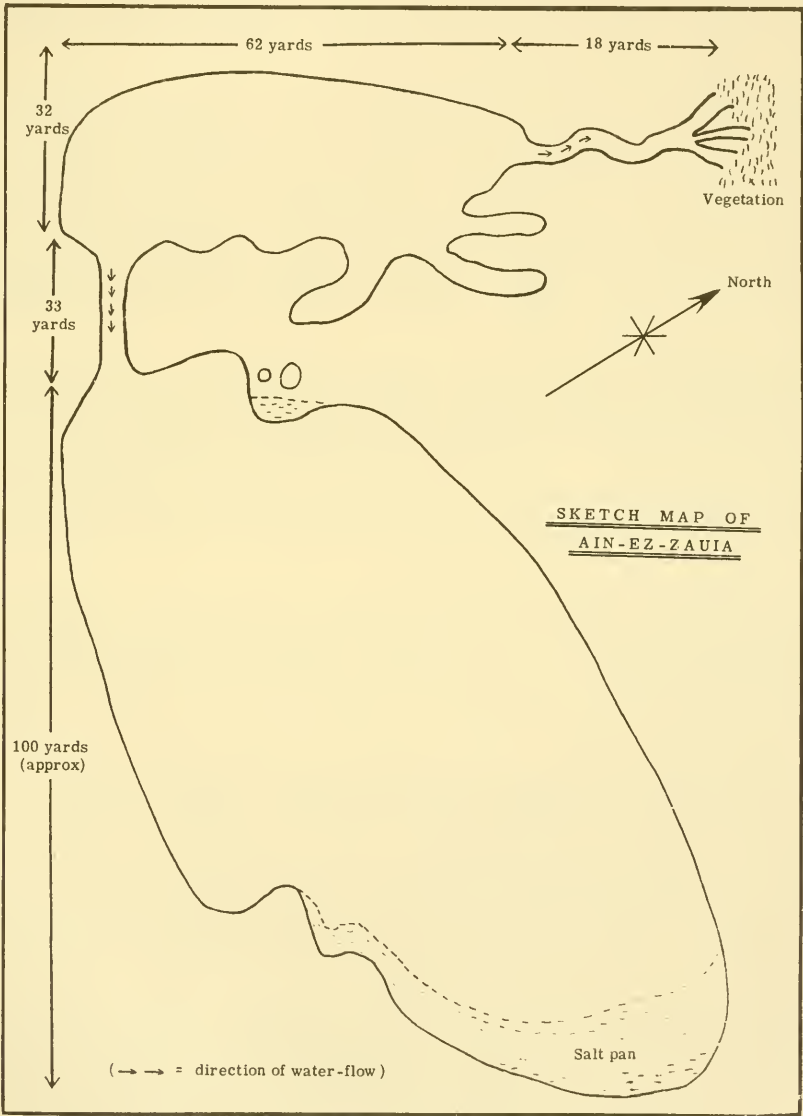 62 yards
18 yards
32
yards
Vegetation
33
yards
North
SKETCH MAP OF
AIN-EZ-ZAUIA
100 yards
(approx)
Salt pan
(→ → = direction of water-flow)